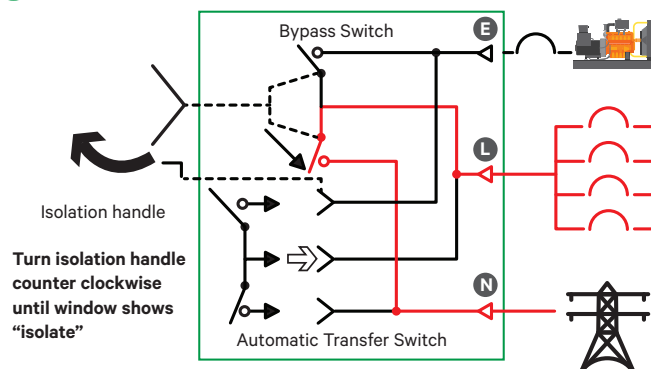 Bypass Switch
E
L
Isolation handle
Turn isolation handle
counter clockwise
until window shows
“isolate”
N
Automatic Transfer Switch